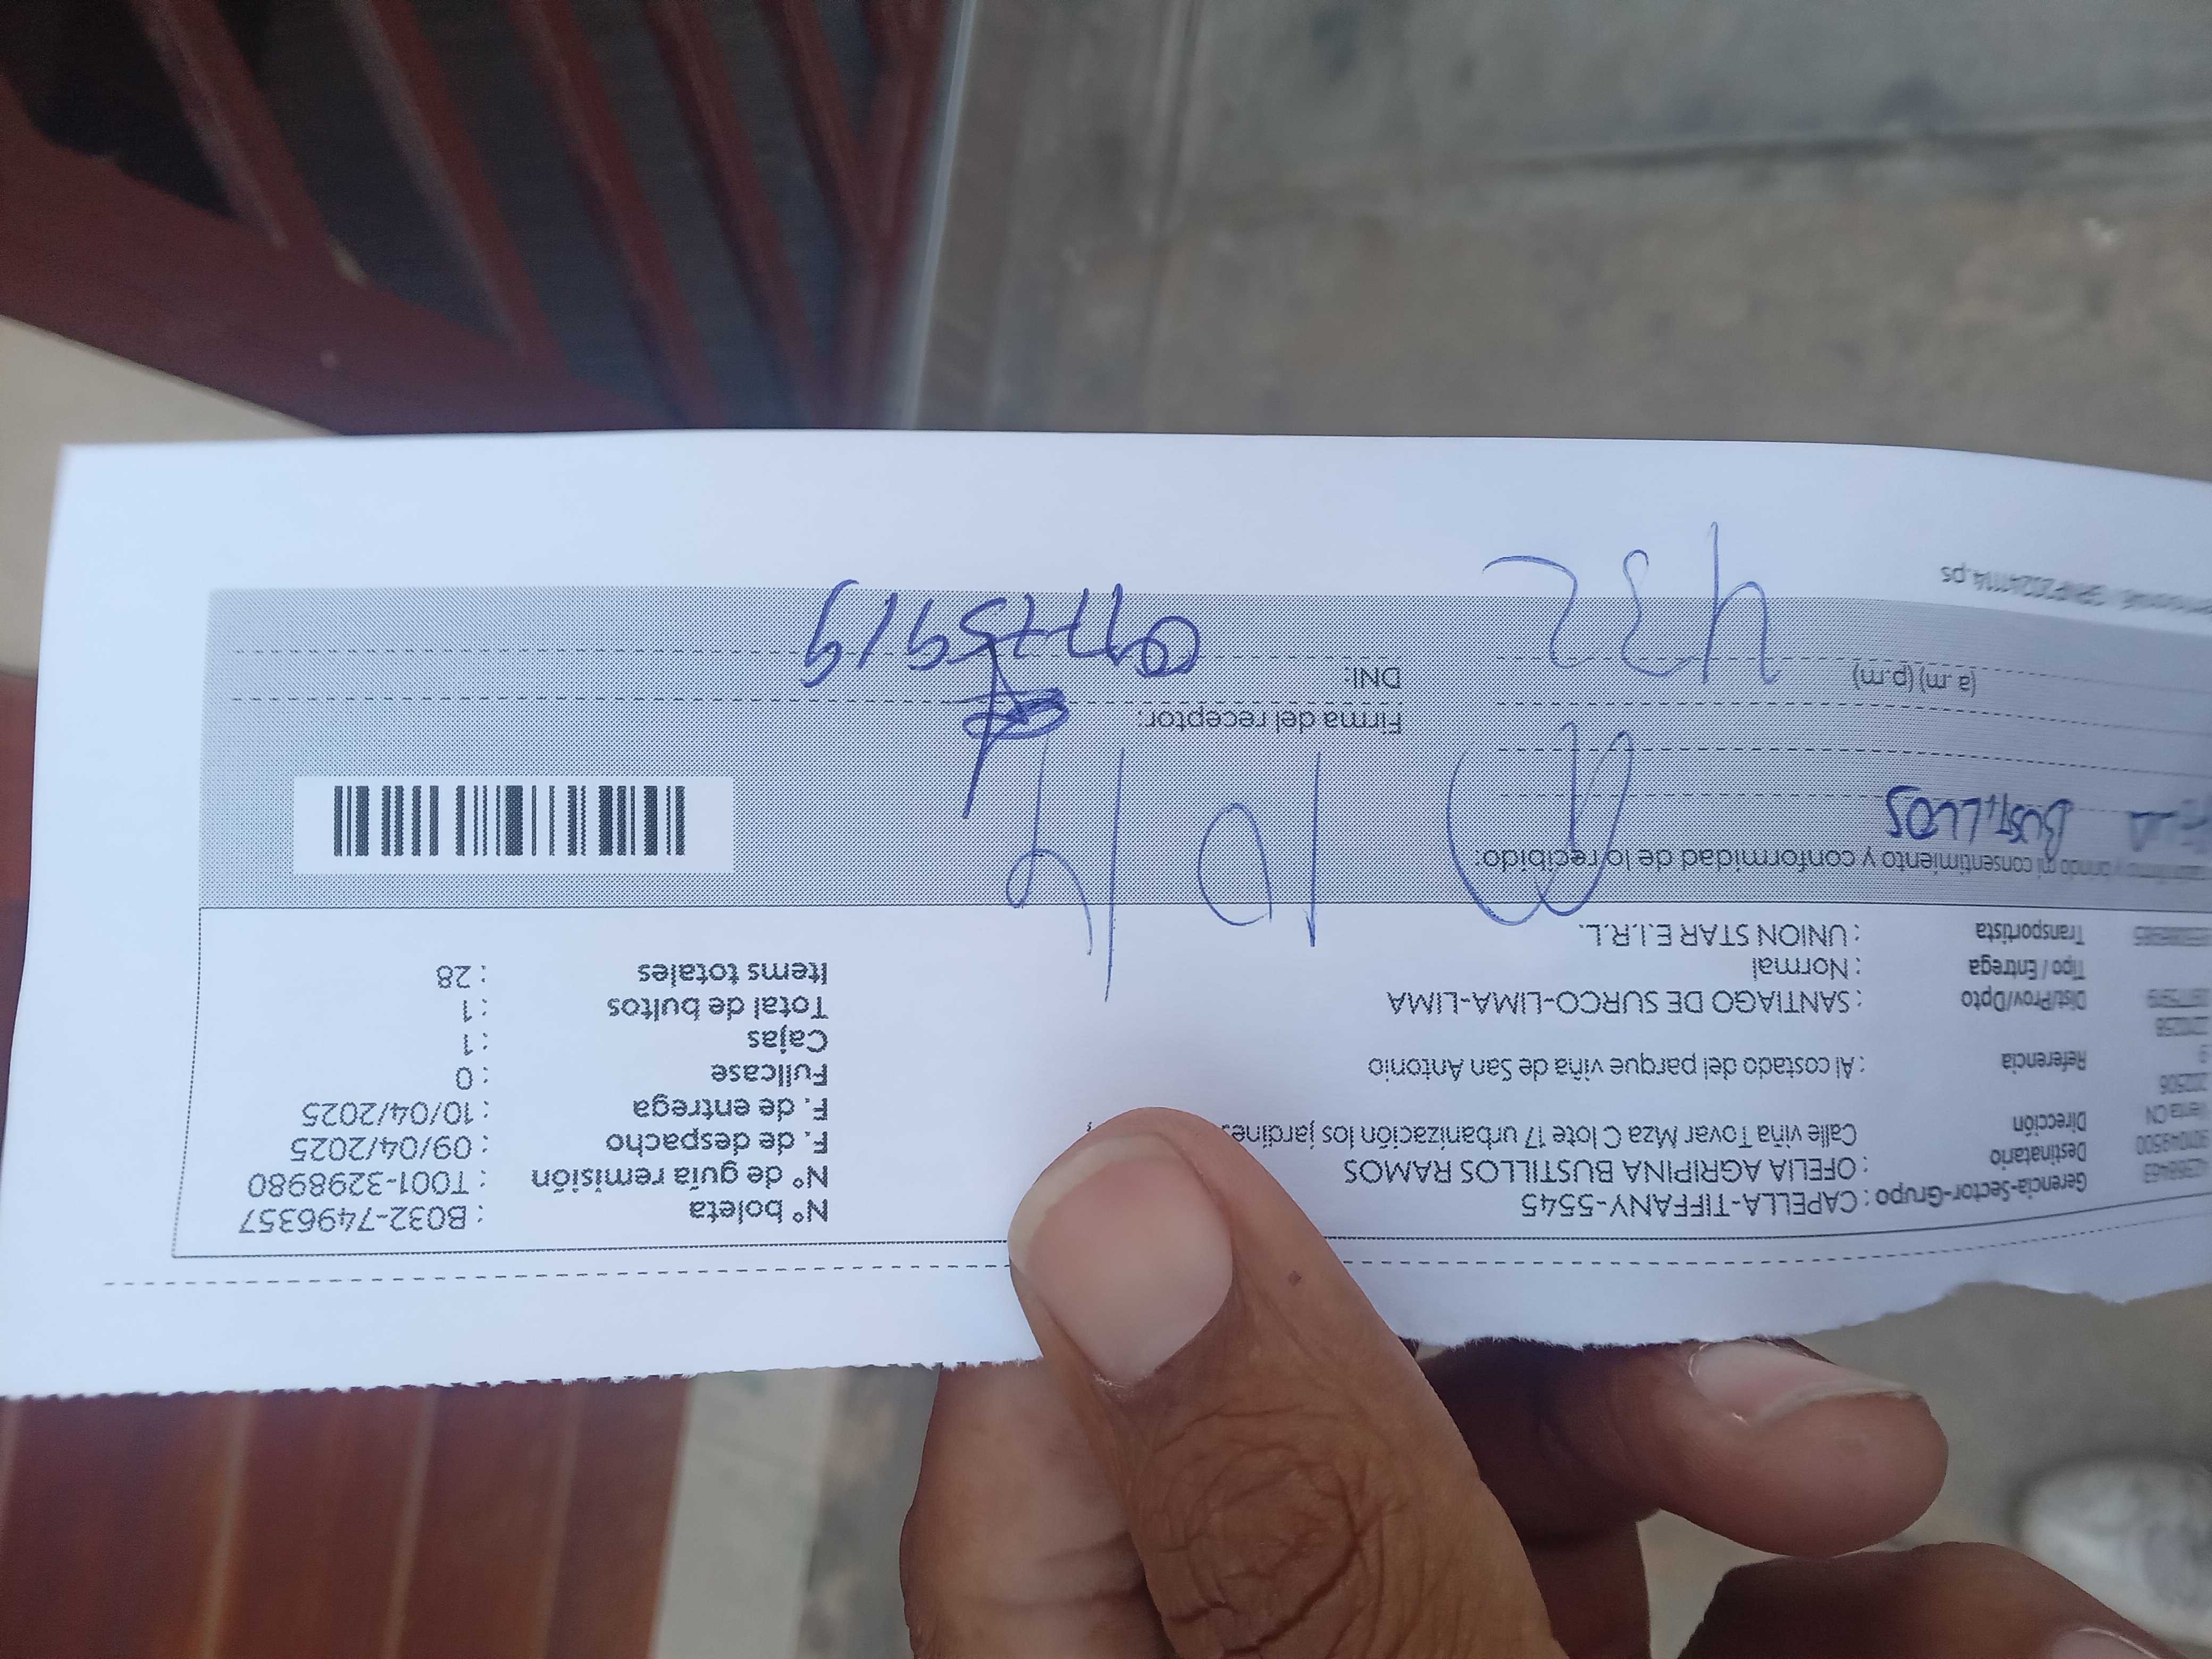 Gerencia-Sector-Grupo : CAPELLA-TIFFANY-5545
Destinatario : OFELIA AGRIPINA BUSTILLOS RAMOS
Dirección Calle viña Tovar Mza C lote 17 urbanización los jardines
Referencia : Al costado del parque viña de San Antonio
Dist/Prov/Dpto : SANTIAGO DE SURCO-LIMA-LIMA
Tipo / Entrega : Normal
Transportista : UNION STAR E.I.R.L.
N° boleta : B032-7496357
N° de guía remisión : T001-3298980
F. de despacho : 09/04/2025
F. de entrega : 10/04/2025
Fullcase : 0
Cajas : 1
Total de bultos : 1
Items totales : 28
Venta CN
202506
mi consentimiento y conformidad de lo recibido:
BUSTILLOS
10 / 4
Firma del receptor:
(a.m) (p.m) 432
DNI: 09775919